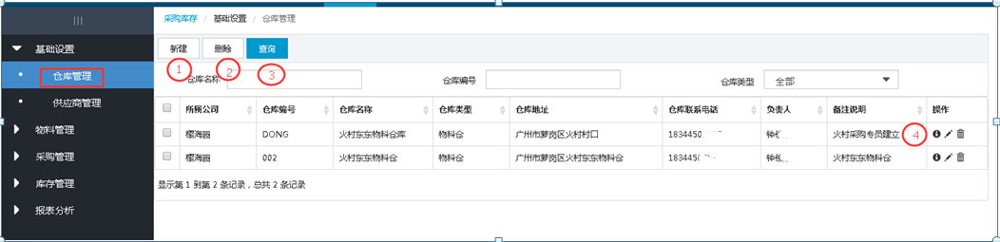 采购库存 / 基础设置 / 仓库管理
基础设置
仓库管理
供应商管理
物料管理
采购管理
库存管理
报表分析
新建 删除 查询
1 2 3
仓库名称 仓库编号 仓库类型 全部
所属公司 仓库编号 仓库名称 仓库类型 仓库地址 仓库联系电话 负责人 备注说明 操作
樱海园 DONG 火村东东物料仓库 物料仓 广州市萝岗区火村村口 1834450 钟 火村采购专员建立 4
樱海园 002 火村东东物料仓 物料仓 广州市萝岗区火村东东物料仓 1834450 钟 火村东东物料仓
显示第 1 到第 2 条记录，总共 2 条记录